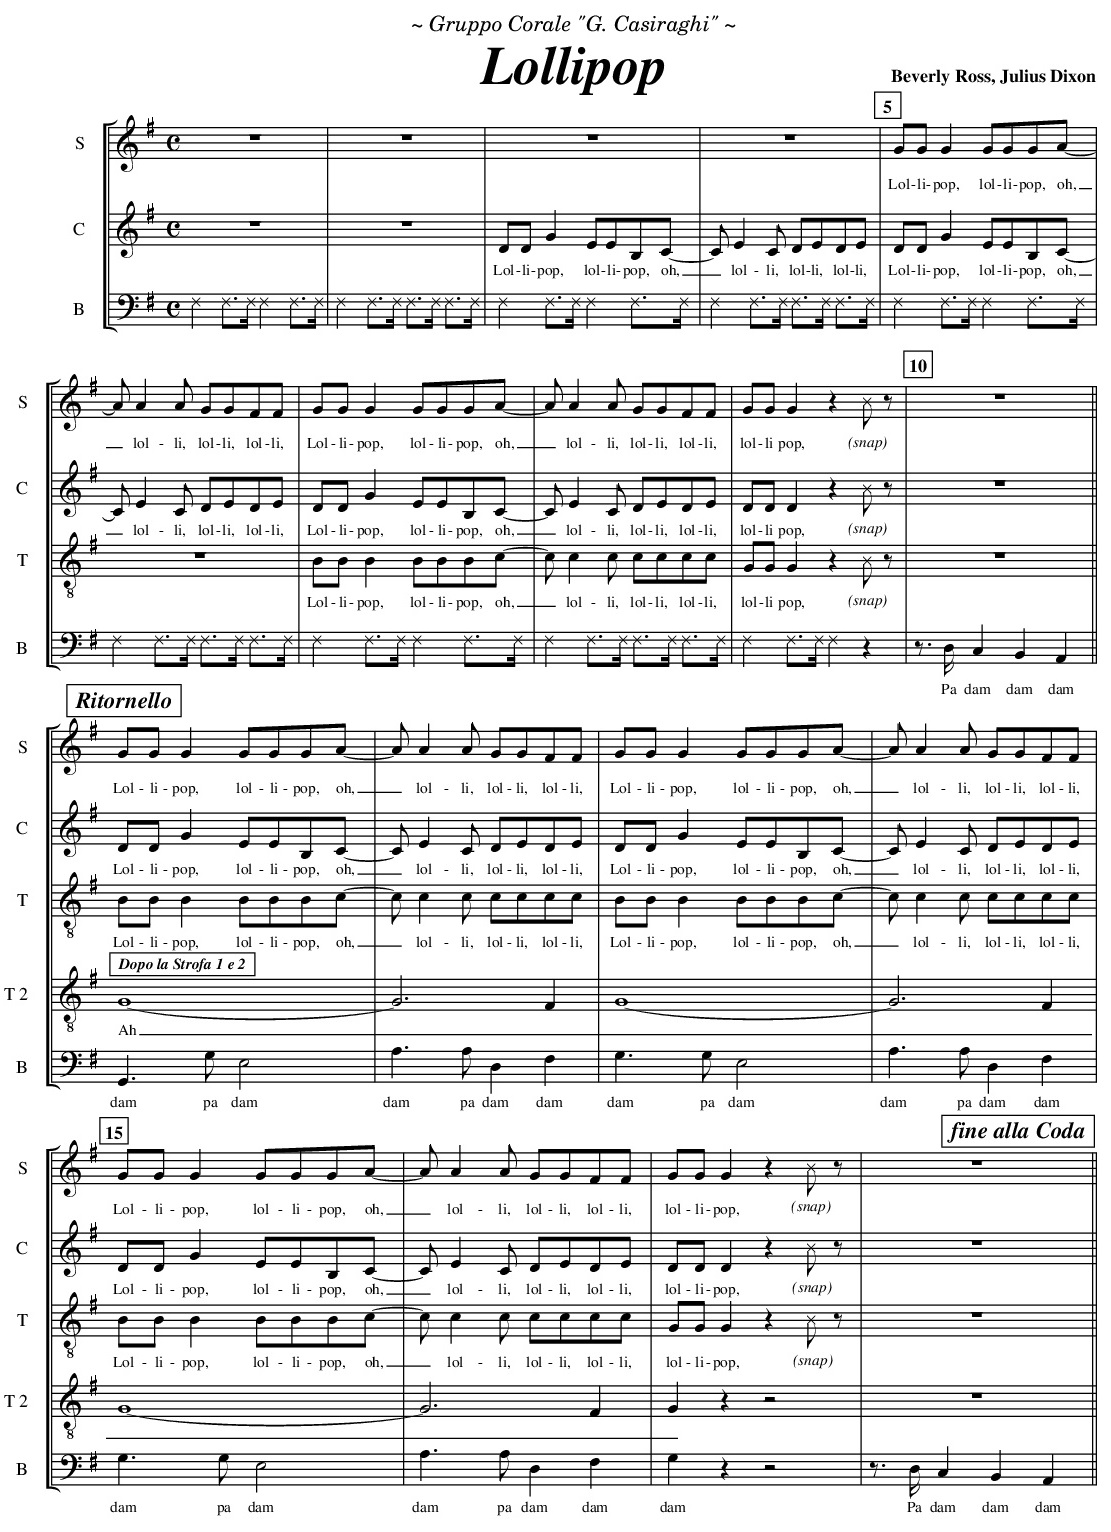 ~ Gruppo Corale "G. Casiraghi" ~
Lollipop
Beverly Ross, Julius Dixon
5
S
Lol - li - pop, lol - li - pop, oh,
C
Lol - li - pop, lol - li - pop, oh, lol - li, lol - li, lol - li, Lol - li - pop, lol - li - pop, oh,
B
10
S
lol - li, lol - li, lol - li, Lol - li - pop, lol - li - pop, oh, lol - li, lol - li, lol - li, lol - li pop, (snap)
C
lol - li, lol - li, lol - li, Lol - li - pop, lol - li - pop, oh, lol - li, lol - li, lol - li, lol - li pop, (snap)
T
8
Lol - li - pop, lol - li - pop, oh, lol - li, lol - li, lol - li, lol - li pop, (snap)
B
Pa dam dam dam
Ritornello
S
Lol - li - pop, lol - li - pop, oh, lol - li, lol - li, lol - li, Lol - li - pop, lol - li - pop, oh, lol - li, lol - li, lol - li,
C
Lol - li - pop, lol - li - pop, oh, lol - li, lol - li, lol - li, Lol - li - pop, lol - li - pop, oh, lol - li, lol - li, lol - li,
T
8
Lol - li - pop, lol - li - pop, oh, lol - li, lol - li, lol - li, Lol - li - pop, lol - li - pop, oh, lol - li, lol - li, lol - li,
Dopo la Strofa 1 e 2
T 2
8
Ah
B
dam pa dam dam pa dam dam dam pa dam dam pa dam dam
15
fine alla Coda
S
Lol - li - pop, lol - li - pop, oh, lol - li, lol - li, lol - li, lol - li - pop, (snap)
C
Lol - li - pop, lol - li - pop, oh, lol - li, lol - li, lol - li, lol - li - pop, (snap)
T
8
Lol - li - pop, lol - li - pop, oh, lol - li, lol - li, lol - li, lol - li - pop, (snap)
T 2
8
B
dam pa dam dam pa dam dam dam Pa dam dam dam